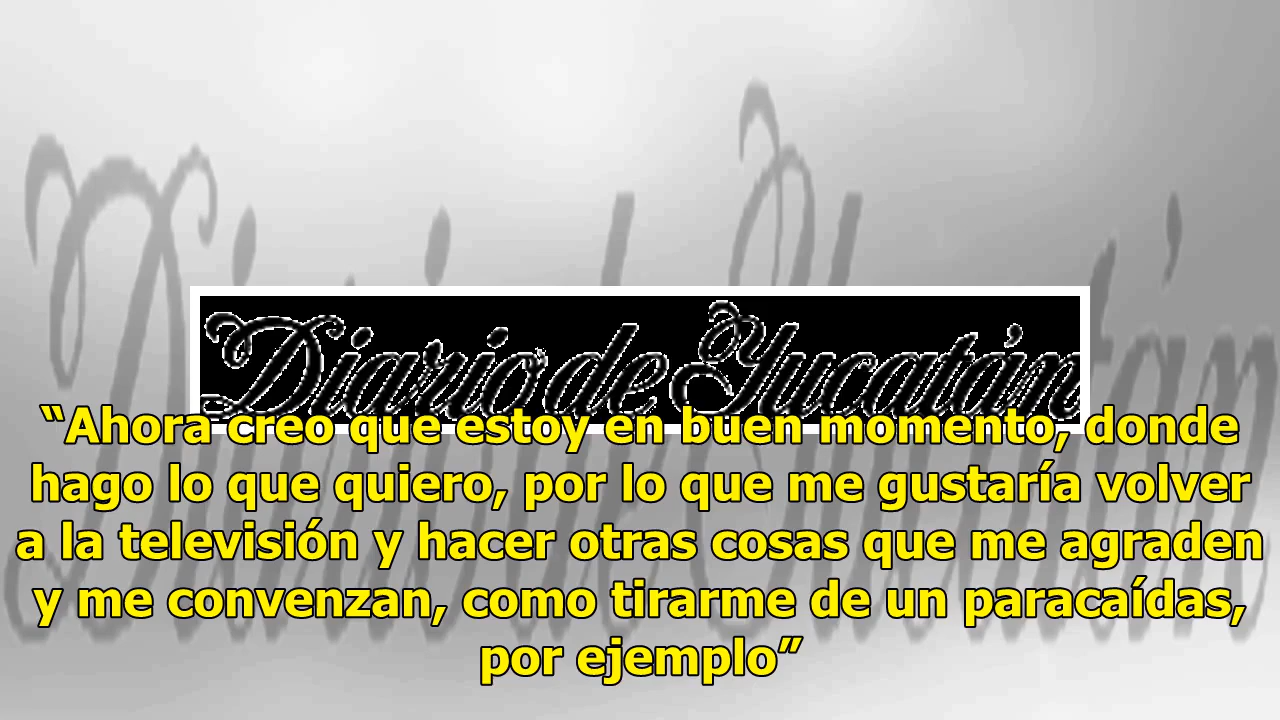 Diario de Yucatán
“Ahora creo que estoy en buen momento, donde
hago lo que quiero, por lo que me gustaría volver
a la televisión y hacer otras cosas que me agraden
y me convenzan, como tirarme de un paracaídas,
por ejemplo”